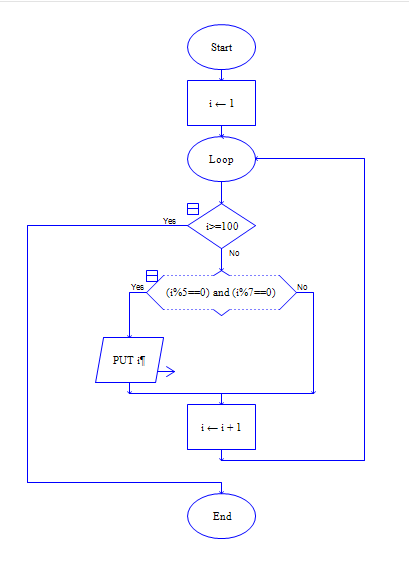 Start
i ← 1
Loop
Yes
i>=100
No
Yes
(i%5==0) and (i%7==0)
No
PUT i¶
i ← i + 1
End